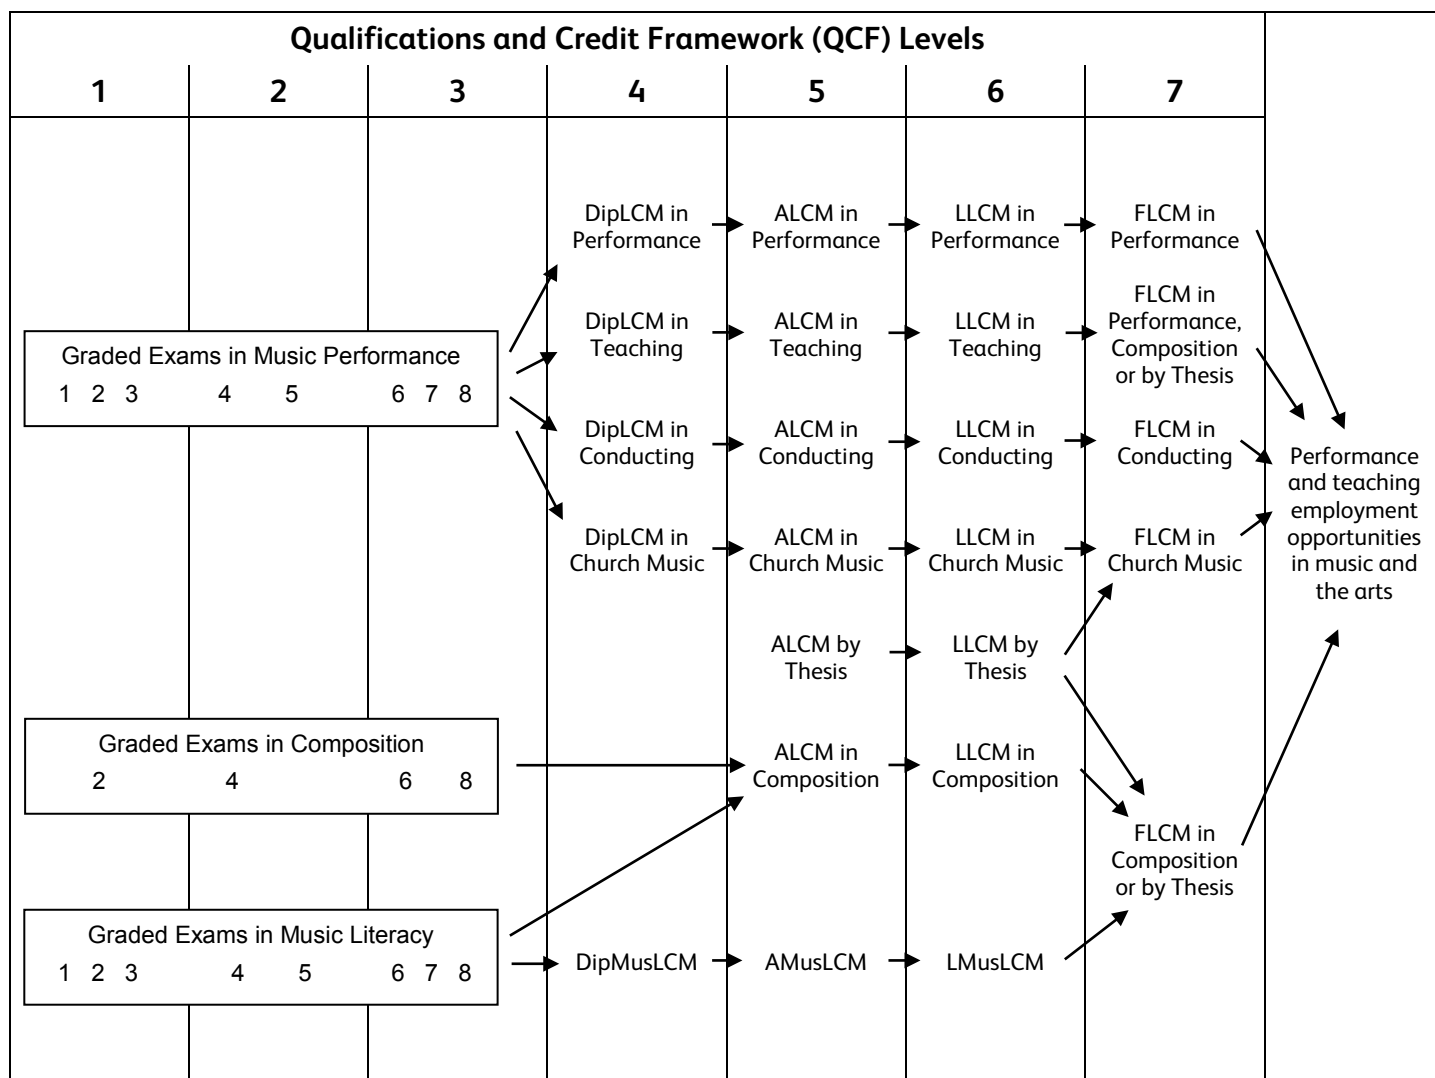 Qualifications and Credit Framework (QCF) Levels
1 2 3 4 5 6 7
DipLCM in
Performance
ALCM in
Performance
LLCM in
Performance
FLCM in
Performance
Graded Exams in Music Performance
1 2 3 4 5 6 7 8
DipLCM in
Teaching
ALCM in
Teaching
LLCM in
Teaching
FLCM in
Performance,
Composition
or by Thesis
DipLCM in
Conducting
ALCM in
Conducting
LLCM in
Conducting
FLCM in
Conducting
Performance
and teaching
employment
opportunities
in music and
the arts
DipLCM in
Church Music
ALCM in
Church Music
LLCM in
Church Music
FLCM in
Church Music
ALCM by
Thesis
LLCM by
Thesis
Graded Exams in Composition
2 4 6 8
ALCM in
Composition
LLCM in
Composition
FLCM in
Composition
or by Thesis
Graded Exams in Music Literacy
1 2 3 4 5 6 7 8
DipMusLCM
AMusLCM
LMusLCM